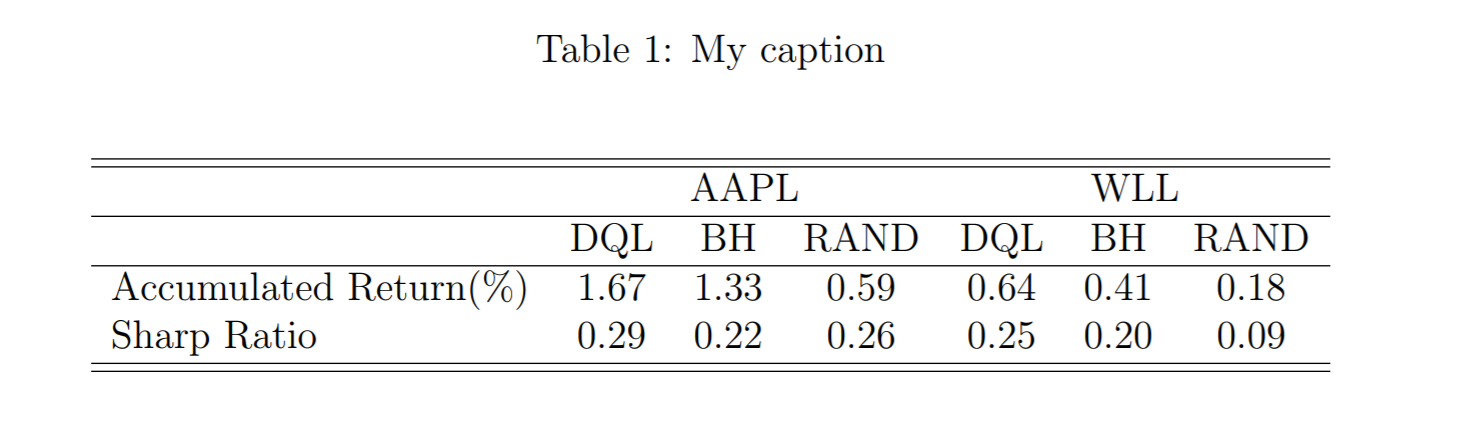 Table 1: My caption
AAPL WLL
DQL BH RAND DQL BH RAND
Accumulated Return(%) 1.67 1.33 0.59 0.64 0.41 0.18
Sharp Ratio 0.29 0.22 0.26 0.25 0.20 0.09